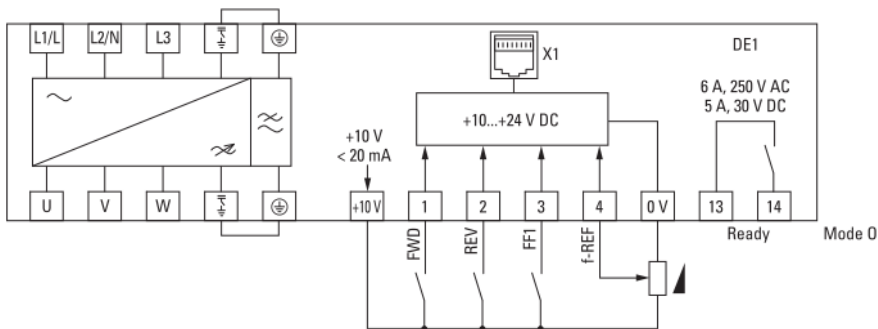 L1/L L2/N L3
X1
DE1
6 A, 250 V AC
5 A, 30 V DC
+10...+24 V DC
+10 V
< 20 mA
U V W +10 V 1 2 3 4 0 V 13 14
FWD REV FF1 f-REF Ready Mode 0